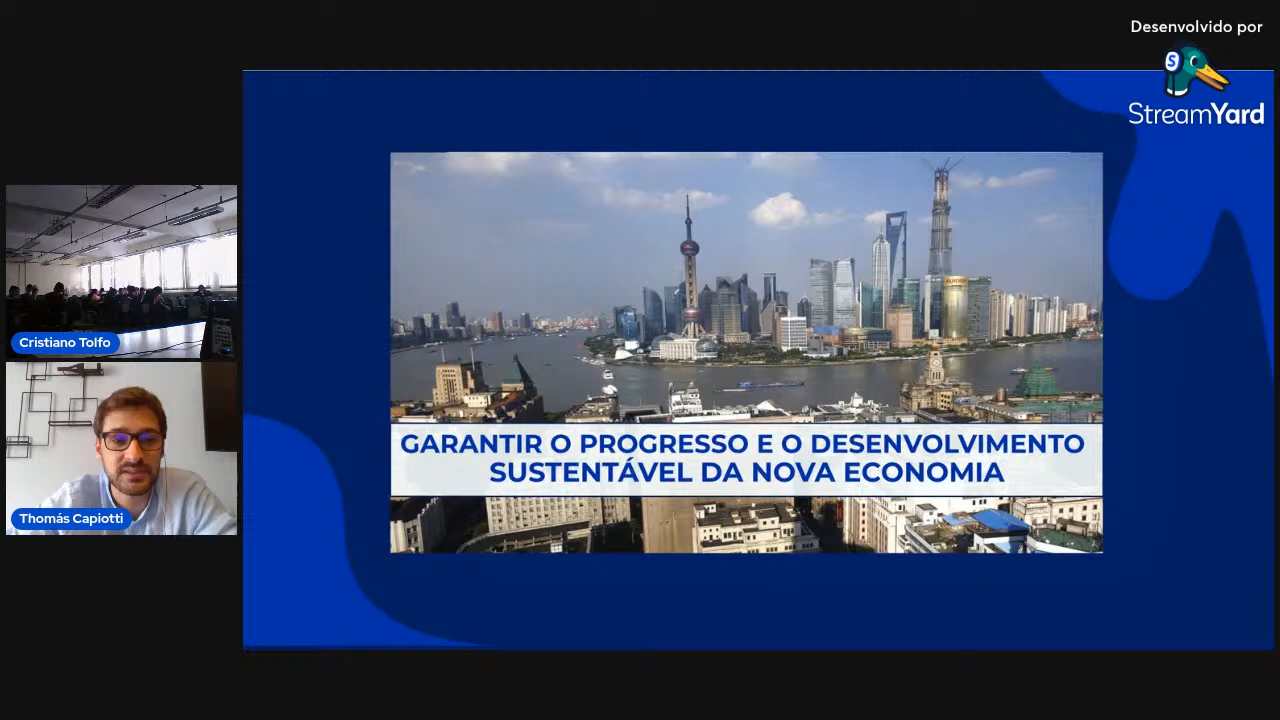 Desenvolvido por
StreamYard
GARANTIR O PROGRESSO E O DESENVOLVIMENTO
SUSTENTÁVEL DA NOVA ECONOMIA
Cristiano Tolfo
Thomás Capiotti